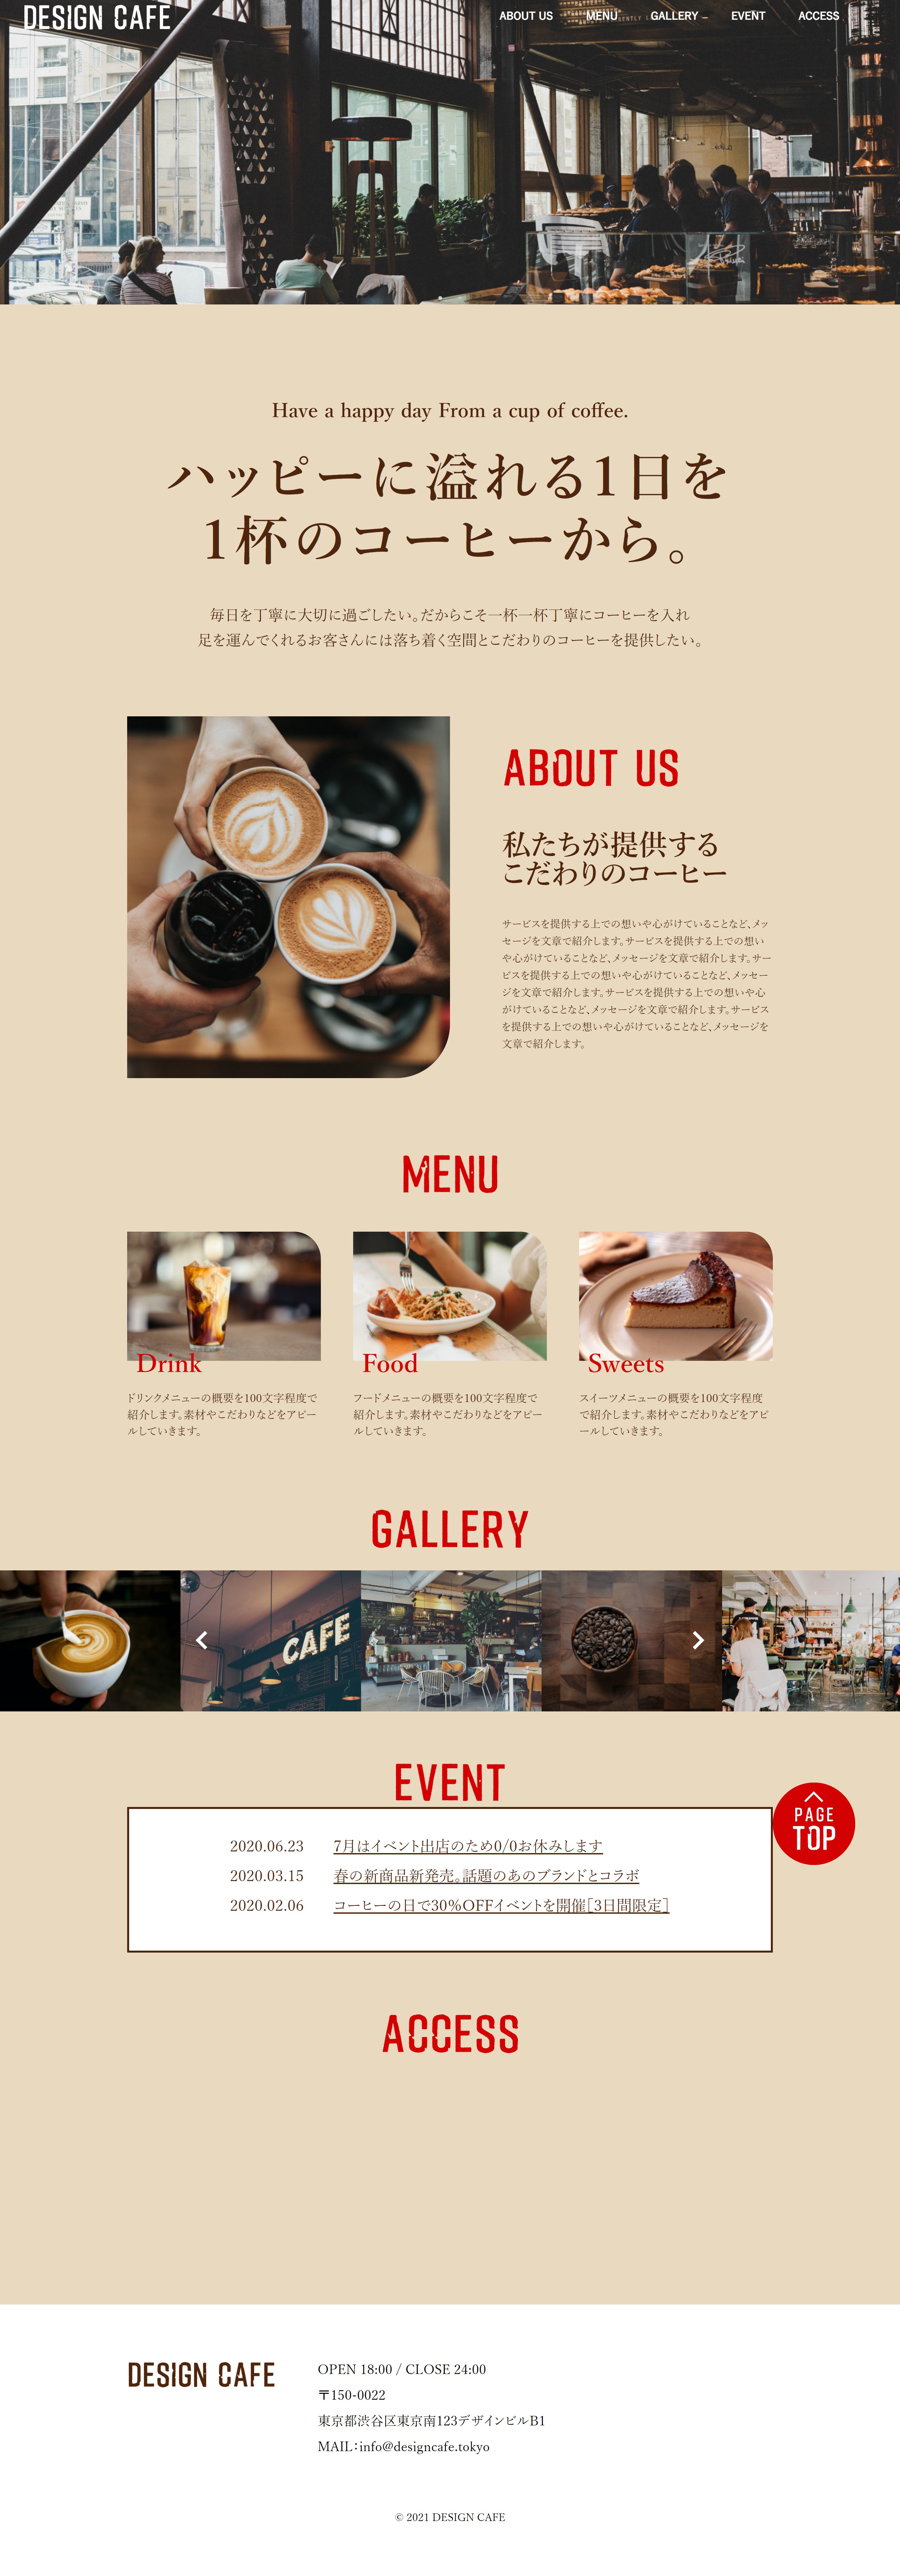 DESIGN CAFE
ABOUT US MENU GALLERY EVENT ACCESS
Have a happy day From a cup of coffee.
ハッピーに溢れる1日を
1杯のコーヒーから。
毎日を丁寧に大切に過ごしたい。だからこそ一杯一杯丁寧にコーヒーを入れ
足を運んでくれるお客さんには落ち着く空間とこだわりのコーヒーを提供したい。
ABOUT US
私たちが提供する
こだわりのコーヒー
サービスを提供する上での想いや心がけていることなど、メッ
セージを文章で紹介します。サービスを提供する上での想い
や心がけていることなど、メッセージを文章で紹介します。サー
ビスを提供する上での想いや心がけていることなど、メッセー
ジを文章で紹介します。サービスを提供する上での想いや心
がけていることなど、メッセージを文章で紹介します。サービス
を提供する上での想いや心がけていることなど、メッセージを
文章で紹介します。
MENU
Drink
ドリンクメニューの概要を100文字程度で
紹介します。素材やこだわりなどをアピー
ルしていきます。
Food
フードメニューの概要を100文字程度で
紹介します。素材やこだわりなどをアピー
ルしていきます。
Sweets
スイーツメニューの概要を100文字程度
で紹介します。素材やこだわりなどをアピ
ールしていきます。
GALLERY
CAFE
EVENT
PAGE
TOP
2020.06.23 7月はイベント出店のため0/0お休みします
2020.03.15 春の新商品新発売。話題のあのブランドとコラボ
2020.02.06 コーヒーの日で30%OFFイベントを開催［3日間限定］
ACCESS
DESIGN CAFE
OPEN 18:00 / CLOSE 24:00
〒150-0022
東京都渋谷区東京南123デザインビルB1
MAIL：info@designcafe.tokyo
© 2021 DESIGN CAFE